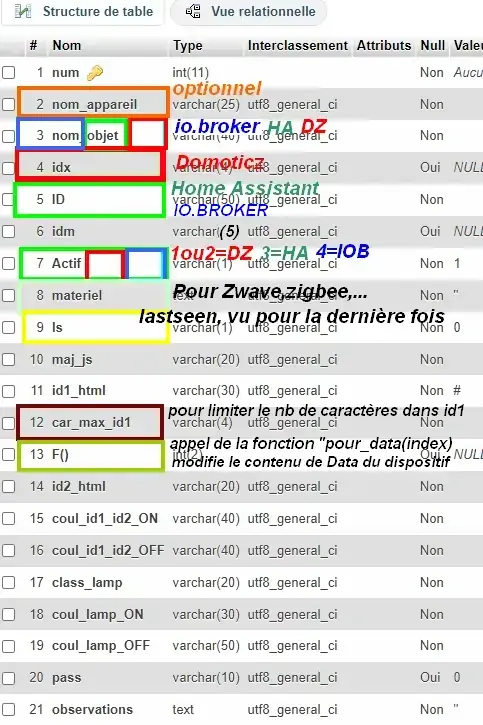 Structure de table Vue relationnelle
# Nom Type Interclassement Attributs Null Valeu
1 num int(11) Non Aucu
optionnel
2 nom_appareil varchar(25) utf8_general_ci Non
io.broker HA DZ
3 nom_objet varchar(40) utf8_general_ci Non
Domoticz
4 idx utf8_general_ci Oui NULL
Home Assistant
5 ID varchar(50) utf8_general_ci Non
IO.BROKER
6 idm varchar(5) utf8_general_ci Oui NULL
1ou2=DZ 3=HA 4=IOB
7 Actif varchar(1) utf8_general_ci Non 1
Pour Zwave,zigbee,...
8 materiel text utf8_general_ci Non "
lastseen, vu pour la dernière fois
9 ls varchar(1) utf8_general_ci Non 0
10 maj_js varchar(20) utf8_general_ci Non
11 id1_html varchar(30) utf8_general_ci Non #
pour limiter le nb de caractères dans id1
12 car_max_id1 varchar(4) utf8_general_ci Non
appel de la fonction "pour_data(index)
13 F() int(2) Oui NULL
modifie le contenu de Data du dispositif
14 id2_html varchar(20) utf8_general_ci Non
15 coul_id1_id2_ON varchar(40) utf8_general_ci Non
16 coul_id1_id2_OFF varchar(40) utf8_general_ci Non
17 class_lamp varchar(20) utf8_general_ci Non
18 coul_lamp_ON varchar(30) utf8_general_ci Non
19 coul_lamp_OFF varchar(50) utf8_general_ci Non
20 pass varchar(10) utf8_general_ci Oui 0
21 observations text utf8_general_ci Non "